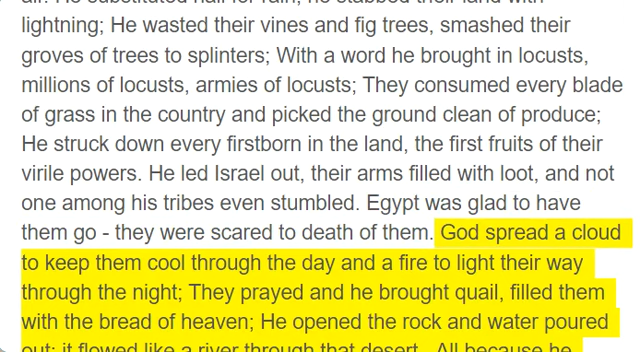 air. He substituted hail for rain, he stabbed their land with
lightning; He wasted their vines and fig trees, smashed their
groves of trees to splinters; With a word he brought in locusts,
millions of locusts, armies of locusts; They consumed every blade
of grass in the country and picked the ground clean of produce;
He struck down every firstborn in the land, the first fruits of their
virile powers. He led Israel out, their arms filled with loot, and not
one among his tribes even stumbled. Egypt was glad to have
them go - they were scared to death of them. God spread a cloud
to keep them cool through the day and a fire to light their way
through the night; They prayed and he brought quail, filled them
with the bread of heaven; He opened the rock and water poured
out; it flowed like a river through that desert - All because he